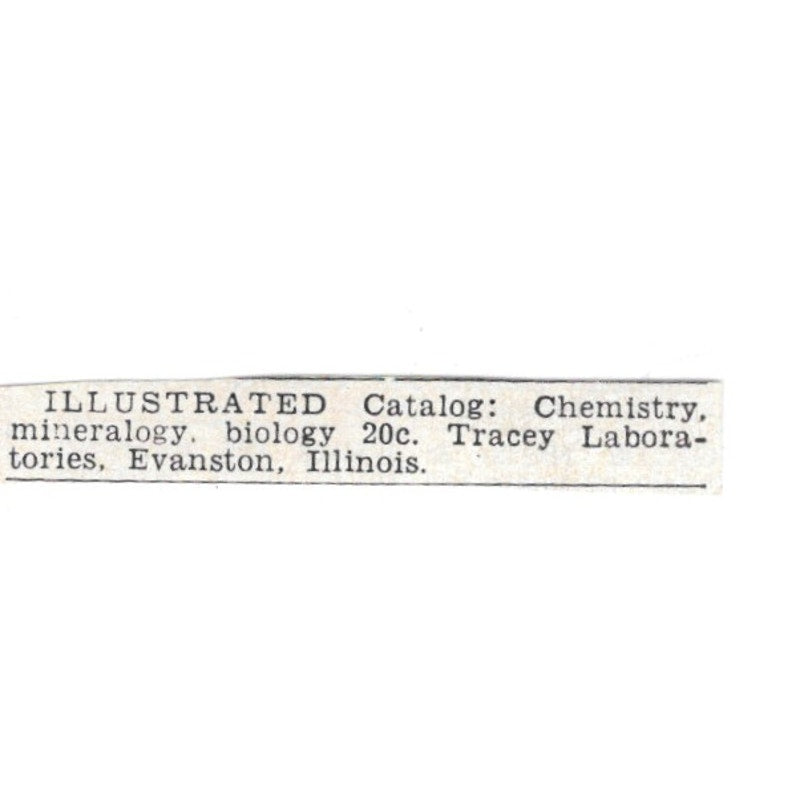 ILLUSTRATED Catalog: Chemistry,
mineralogy, biology 20c. Tracey Labora-
tories, Evanston, Illinois.